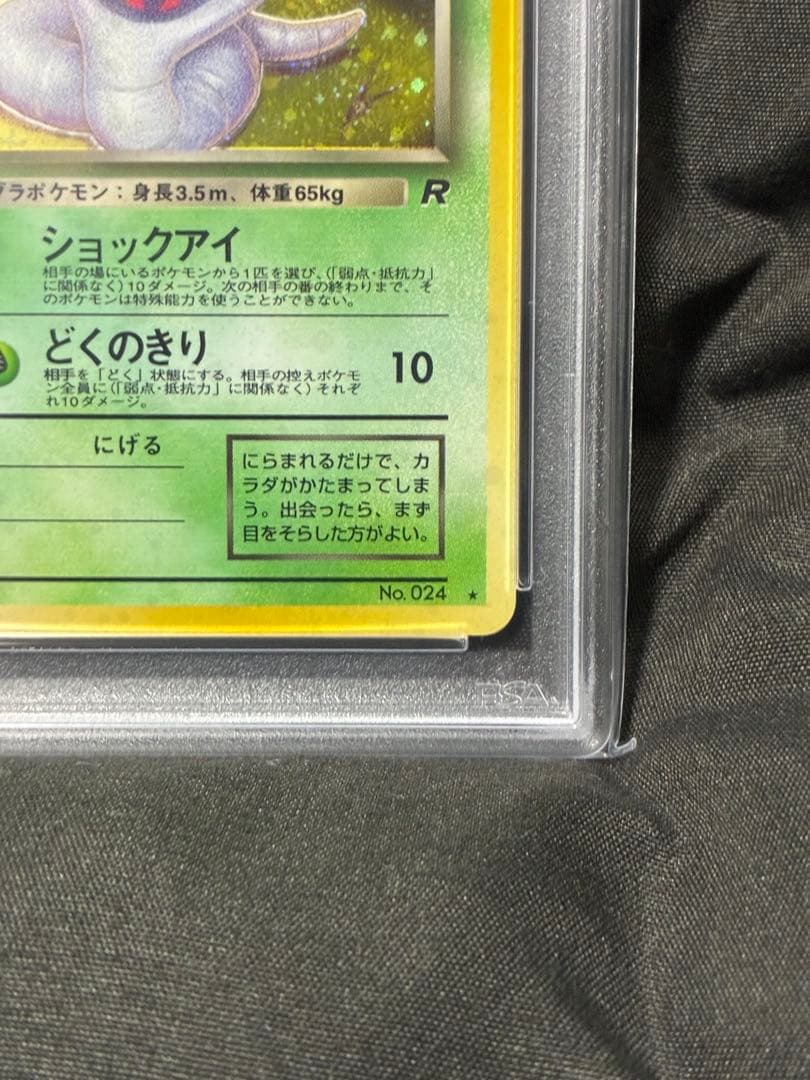 ブラポケモン：身長3.5m、体重65kg
R
ショックアイ
相手の場にいるポケモンから1匹を選び、（「弱点・抵抗力」
に関係なく）10ダメージ。次の相手の番の終わりまで、そ
のポケモンは特殊能力を使うことができない。
どくのきり
10
相手を「どく」状態にする。相手の控えポケモ
ン全員に（「弱点・抵抗力」に関係なく）それぞ
れ10ダメージ。
にげる
にらまれるだけで、カ
ラダがかたまってしま
う。出会ったら、まず
目をそらした方がよい。
No. 024 ★
PSA